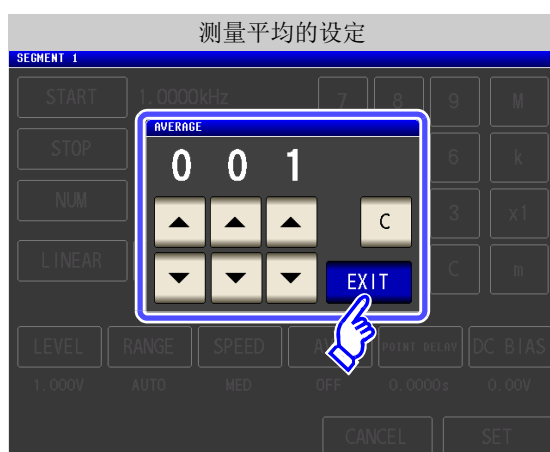 测量平均的设定
SEGMENT 1
START 1.0000kHz 7 8 9 M
AVERAGE
STOP 6 k
0 0 1
NUM 3 x1
C
LINEAR C m
EXIT
LEVEL RANGE SPEED POINT DELAY DC BIAS
1.000V AUTO MED OFF 0.0000s 0.00V
CANCEL SET